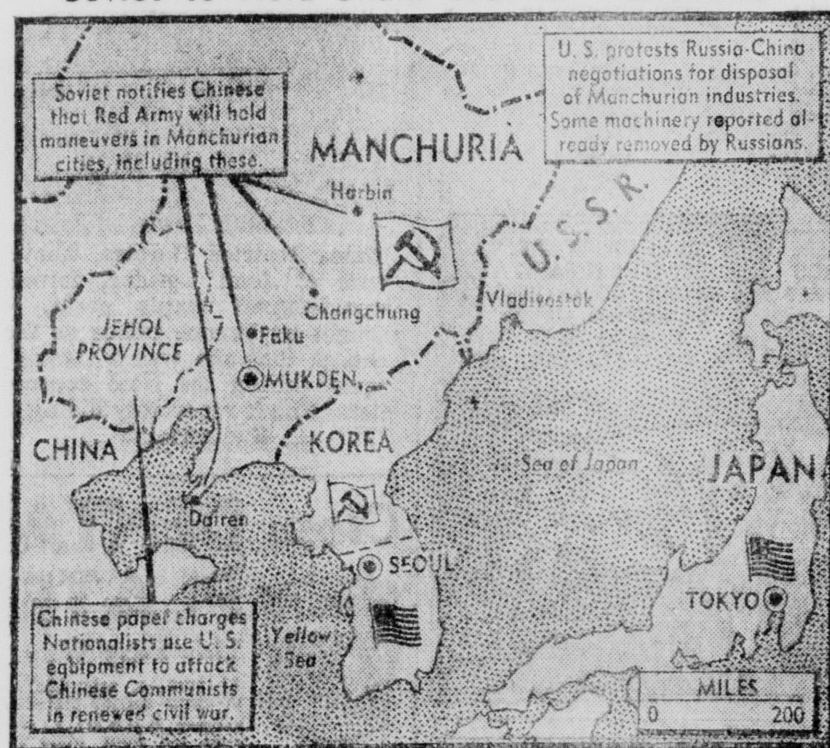 Soviet notifies Chinese
that Red Army will hold
maneuvers in Manchurian
cities, including these.
U. S. protests Russia-China
negotiations for disposal
of Manchurian industries.
Some machinery reported al-
ready removed by Russians.
MANCHURIA
Harbin
U. S. S. R.
Changchung
Vladivostok
JEHOL
PROVINCE
Faku
MUKDEN
CHINA
KOREA
Sea of Japan
JAPAN
Dairen
SEOUL
TOKYO
Chinese paper charges
Nationalists use U. S.
equipment to attack
Chinese Communists
in renewed civil war.
Yellow
Sea
MILES
0 200